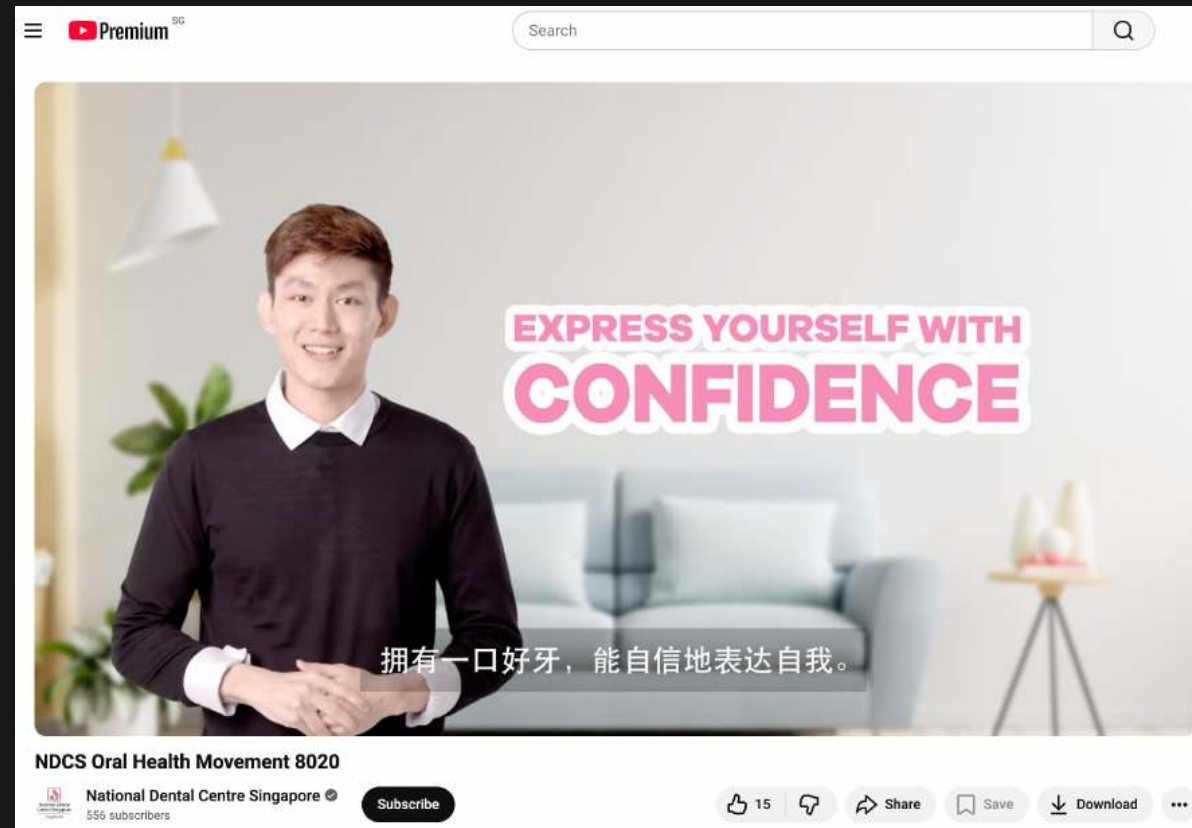 Premium SG
Search
EXPRESS YOURSELF WITH
CONFIDENCE
拥有一口好牙，能自信地表达自我。
NDCS Oral Health Movement 8020
National Dental Centre Singapore
556 subscribers
Subscribe
15
Share
Save
Download